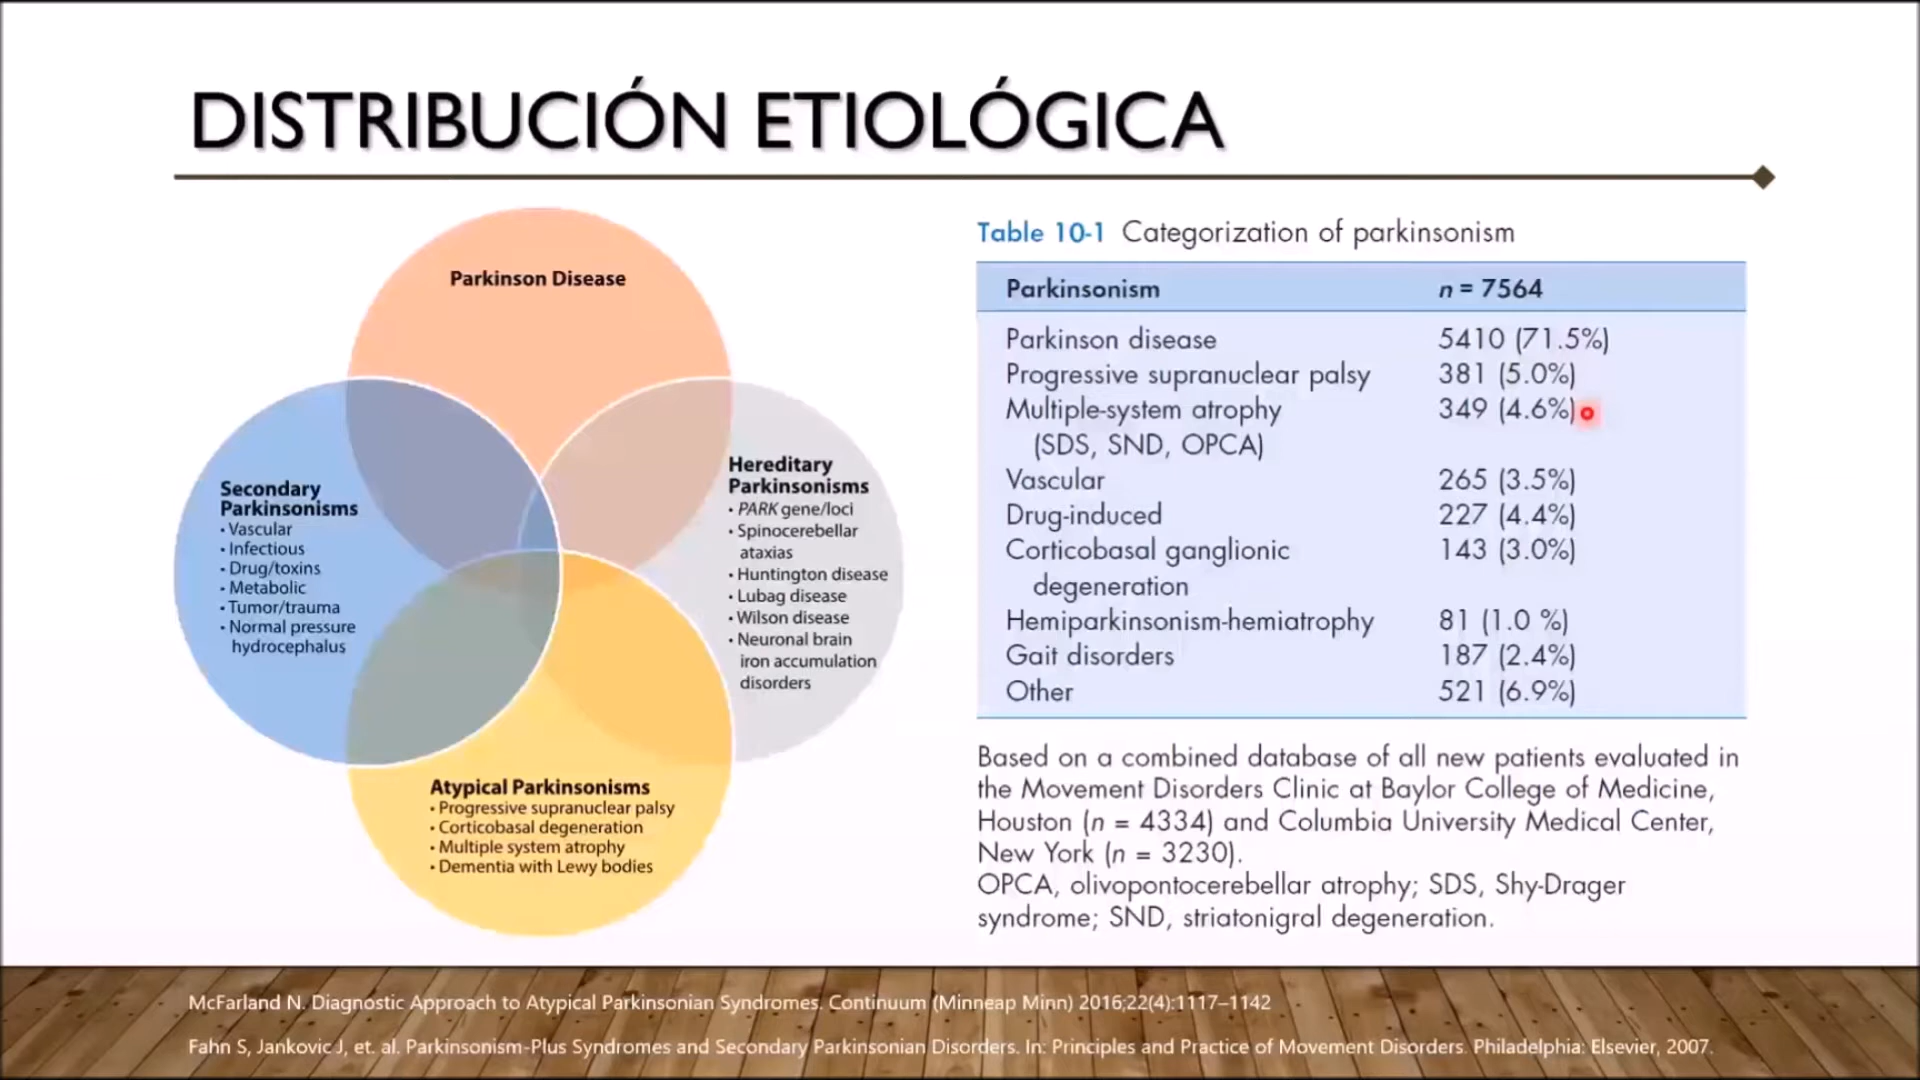 DISTRIBUCIÓN ETIOLÓGICA
Parkinson Disease
Secondary
Parkinsonisms
• Vascular
• Infectious
• Drug/toxins
• Metabolic
• Tumor/trauma
• Normal pressure
hydrocephalus
Hereditary
Parkinsonisms
• PARK gene/loci
• Spinocerebellar
ataxias
• Huntington disease
• Lubag disease
• Wilson disease
• Neuronal brain
iron accumulation
disorders
Atypical Parkinsonisms
• Progressive supranuclear palsy
• Corticobasal degeneration
• Multiple system atrophy
• Dementia with Lewy bodies
Table 10-1 Categorization of parkinsonism
Parkinsonism n = 7564
Parkinson disease 5410 (71.5%)
Progressive supranuclear palsy 381 (5.0%)
Multiple-system atrophy 349 (4.6%)
(SDS, SND, OPCA)
Vascular 265 (3.5%)
Drug-induced 227 (4.4%)
Corticobasal ganglionic 143 (3.0%)
degeneration
Hemiparkinsonism-hemiatrophy 81 (1.0 %)
Gait disorders 187 (2.4%)
Other 521 (6.9%)
Based on a combined database of all new patients evaluated in
the Movement Disorders Clinic at Baylor College of Medicine,
Houston (n = 4334) and Columbia University Medical Center,
New York (n = 3230).
OPCA, olivopontocerebellar atrophy; SDS, Shy-Drager
syndrome; SND, striatonigral degeneration.
McFarland N. Diagnostic Approach to Atypical Parkinsonian Syndromes. Continuum (Minneap Minn) 2016;22(4):1117–1142
Fahn S, Jankovic J, et. al. Parkinsonism-Plus Syndromes and Secondary Parkinsonian Disorders. In: Principles and Practice of Movement Disorders. Philadelphia: Elsevier, 2007.